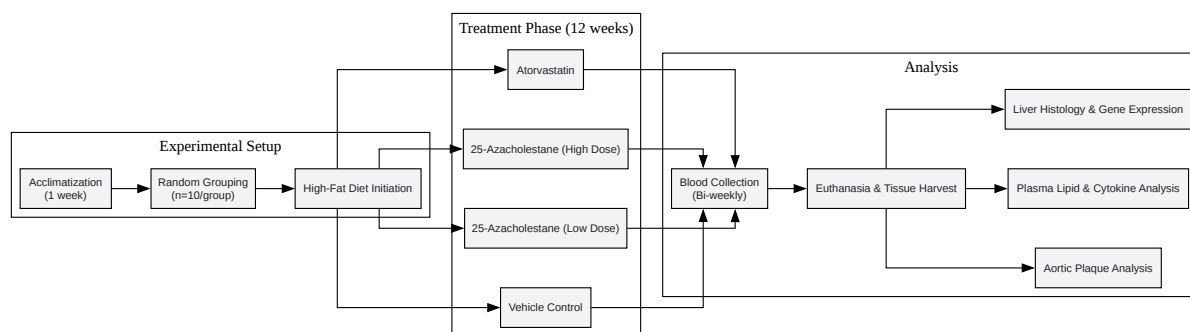 Experimental Setup
Acclimatization
(1 week)
Random Grouping
(n=10/group)
High-Fat Diet Initiation
Treatment Phase (12 weeks)
Atorvastatin
25-Azacholestane (High Dose)
25-Azacholestane (Low Dose)
Vehicle Control
Analysis
Blood Collection
(Bi-weekly)
Euthanasia & Tissue Harvest
Liver Histology & Gene Expression
Plasma Lipid & Cytokine Analysis
Aortic Plaque Analysis